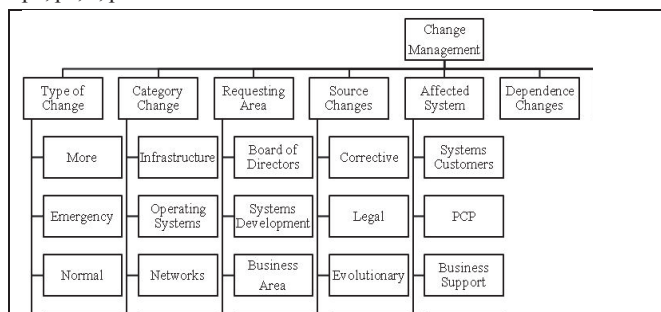 Change
Management
Type of
Change
Category
Change
Requesting
Area
Source
Changes
Affected
System
Dependence
Changes
More
Infrastructure
Board of
Directors
Corrective
Systems
Customers
Emergency
Operating
Systems
Systems
Development
Legal
PCP
Normal
Networks
Business
Area
Evolutionary
Business
Support